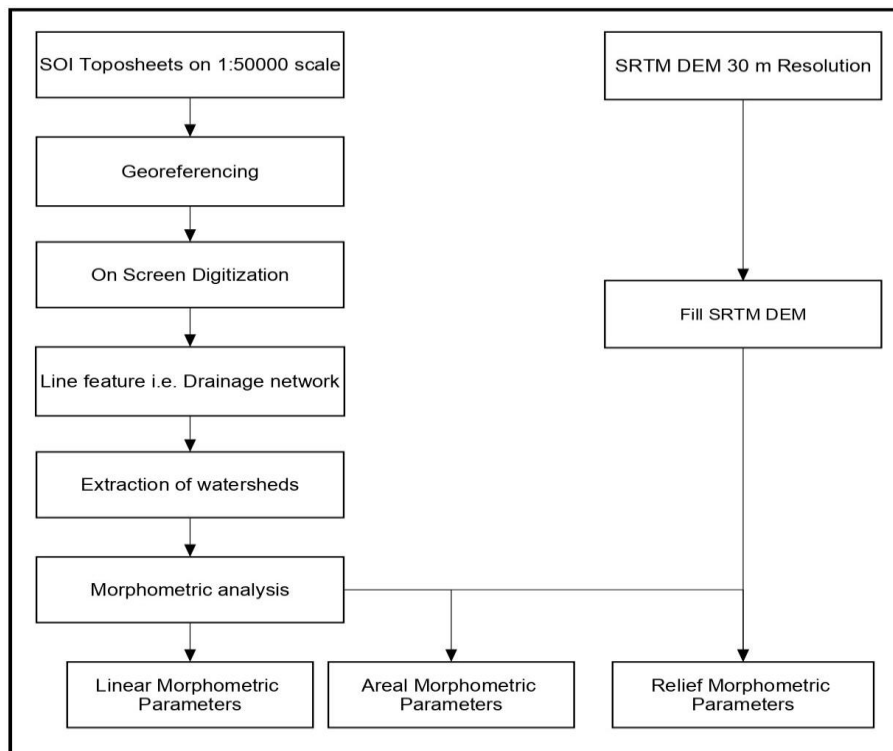 SOI Toposheets on 1:50000 scale
SRTM DEM 30 m Resolution
Georeferencing
On Screen Digitization
Fill SRTM DEM
Line feature i.e. Drainage network
Extraction of watersheds
Morphometric analysis
Linear Morphometric
Parameters
Areal Morphometric
Parameters
Relief Morphometric
Parameters